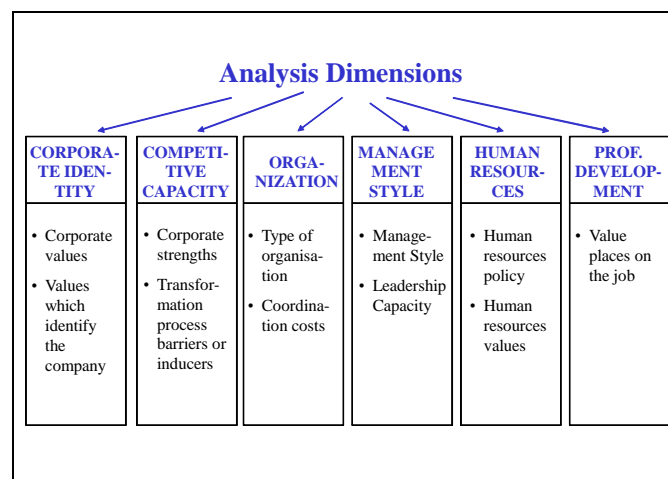 Analysis Dimensions
CORPORA-
TE IDEN-
TITY
• Corporate
values
• Values
which
identify
the
company
COMPETI-
TIVE
CAPACITY
• Corporate
strengths
• Transfor-
mation
process
barriers or
inducers
ORGA-
NIZATION
• Type of
organisa-
tion
• Coordina-
tion costs
MANAGE
MENT
STYLE
• Manage-
ment Style
• Leadership
Capacity
HUMAN
RESOUR-
CES
• Human
resources
policy
• Human
resources
values
PROF.
DEVELOP-
MENT
• Value
places on
the job